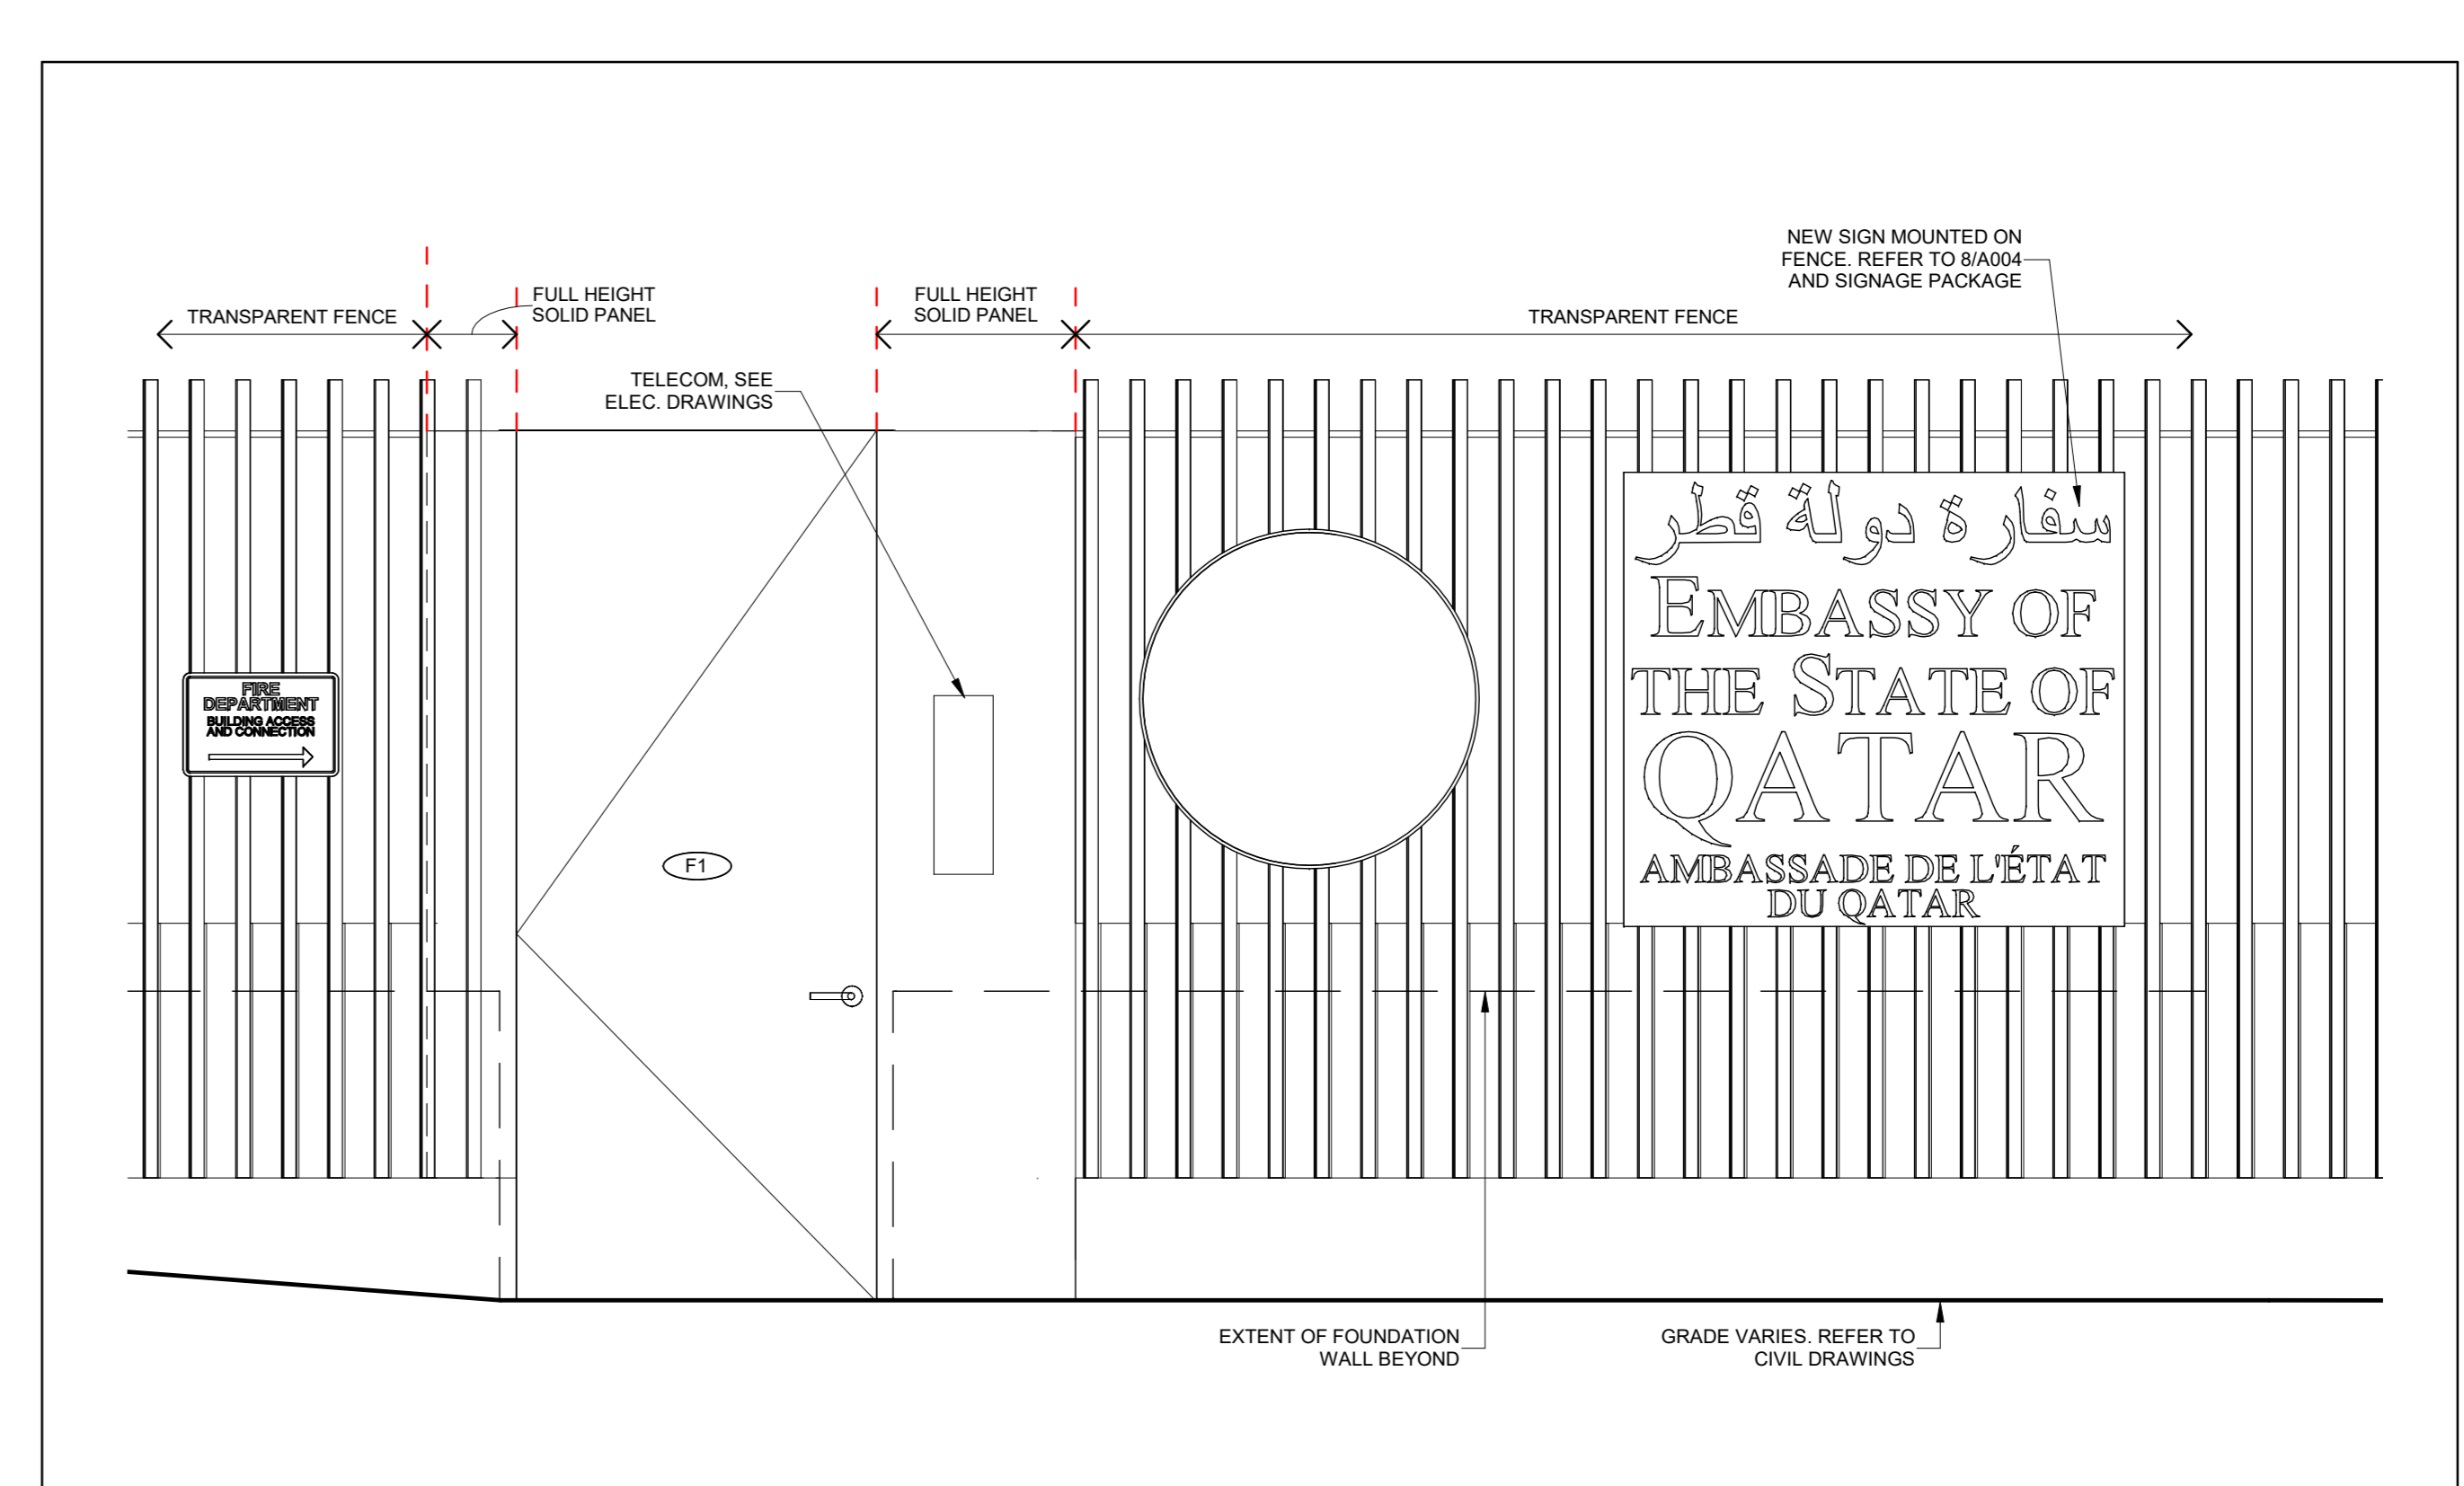 NEW SIGN MOUNTED ON
FENCE. REFER TO 8/A004
AND SIGNAGE PACKAGE
TRANSPARENT FENCE
FULL HEIGHT
SOLID PANEL
FULL HEIGHT
SOLID PANEL
TRANSPARENT FENCE
TELECOM, SEE
ELEC. DRAWINGS
FIRE
DEPARTMENT
BUILDING ACCESS
AND CONNECTION
F1
سفارة دولة قطر
EMBASSY OF
THE STATE OF
QATAR
AMBASSADE DE L'ÉTAT
DU QATAR
EXTENT OF FOUNDATION
WALL BEYOND
GRADE VARIES. REFER TO
CIVIL DRAWINGS